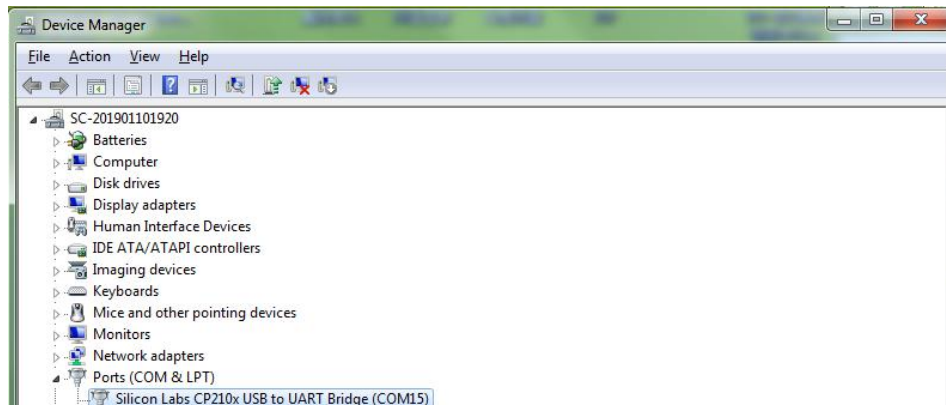 Device Manager
File Action View Help
SC-201901101920
Batteries
Computer
Disk drives
Display adapters
Human Interface Devices
IDE ATA/ATAPI controllers
Imaging devices
Keyboards
Mice and other pointing devices
Monitors
Network adapters
Ports (COM & LPT)
Silicon Labs CP210x USB to UART Bridge (COM15)